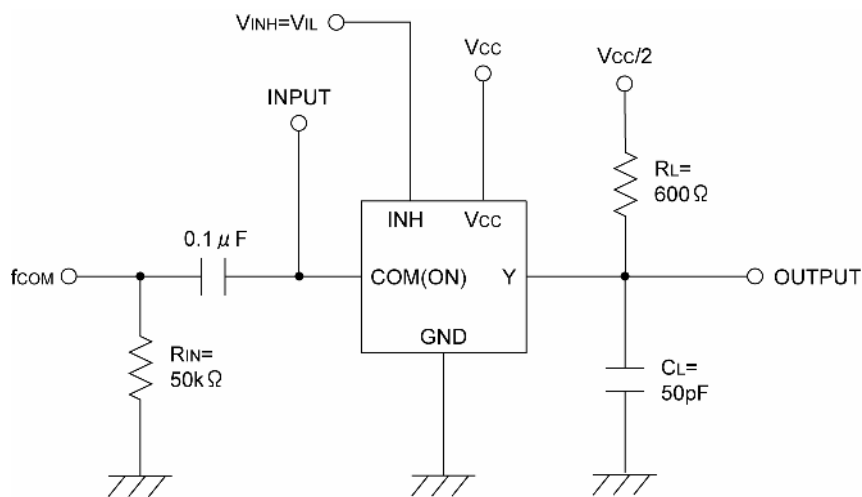 VINH=VIL
VCC
VCC/2
INPUT
RL=
600Ω
INH
VCC
0.1μF
fCOM
COM(ON)
Y
OUTPUT
GND
RIN=
50kΩ
CL=
50pF